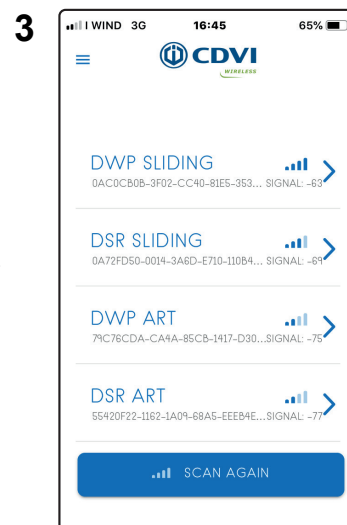 3
I WIND 3G 16:45 65%
CDVI
WIRELESS
DWP SLIDING
0AC0CB0B-3F02-CC40-81E5-353... SIGNAL: -63
DSR SLIDING
0A72FD50-0014-3A6D-E710-110B4... SIGNAL: -69
DWP ART
79C76CDA-CA4A-85CB-1417-D30...SIGNAL: -75
DSR ART
55420F22-1162-1A09-68A5-EEEB4E...SIGNAL: -77
SCAN AGAIN